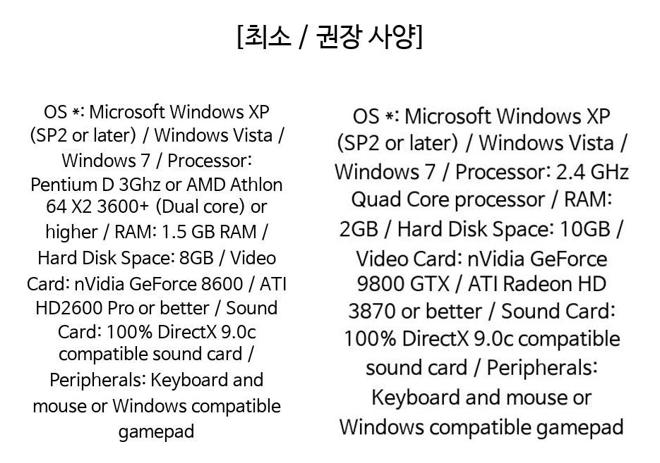 [최소 / 권장 사양]
OS *: Microsoft Windows XP
(SP2 or later) / Windows Vista /
Windows 7 / Processor:
Pentium D 3Ghz or AMD Athlon
64 X2 3600+ (Dual core) or
higher / RAM: 1.5 GB RAM /
Hard Disk Space: 8GB / Video
Card: nVidia GeForce 8600 / ATI
HD2600 Pro or better / Sound
Card: 100% DirectX 9.0c
compatible sound card /
Peripherals: Keyboard and
mouse or Windows compatible
gamepad
OS *: Microsoft Windows XP
(SP2 or later) / Windows Vista /
Windows 7 / Processor: 2.4 GHz
Quad Core processor / RAM:
2GB / Hard Disk Space: 10GB /
Video Card: nVidia GeForce
9800 GTX / ATI Radeon HD
3870 or better / Sound Card:
100% DirectX 9.0c compatible
sound card / Peripherals:
Keyboard and mouse or
Windows compatible gamepad